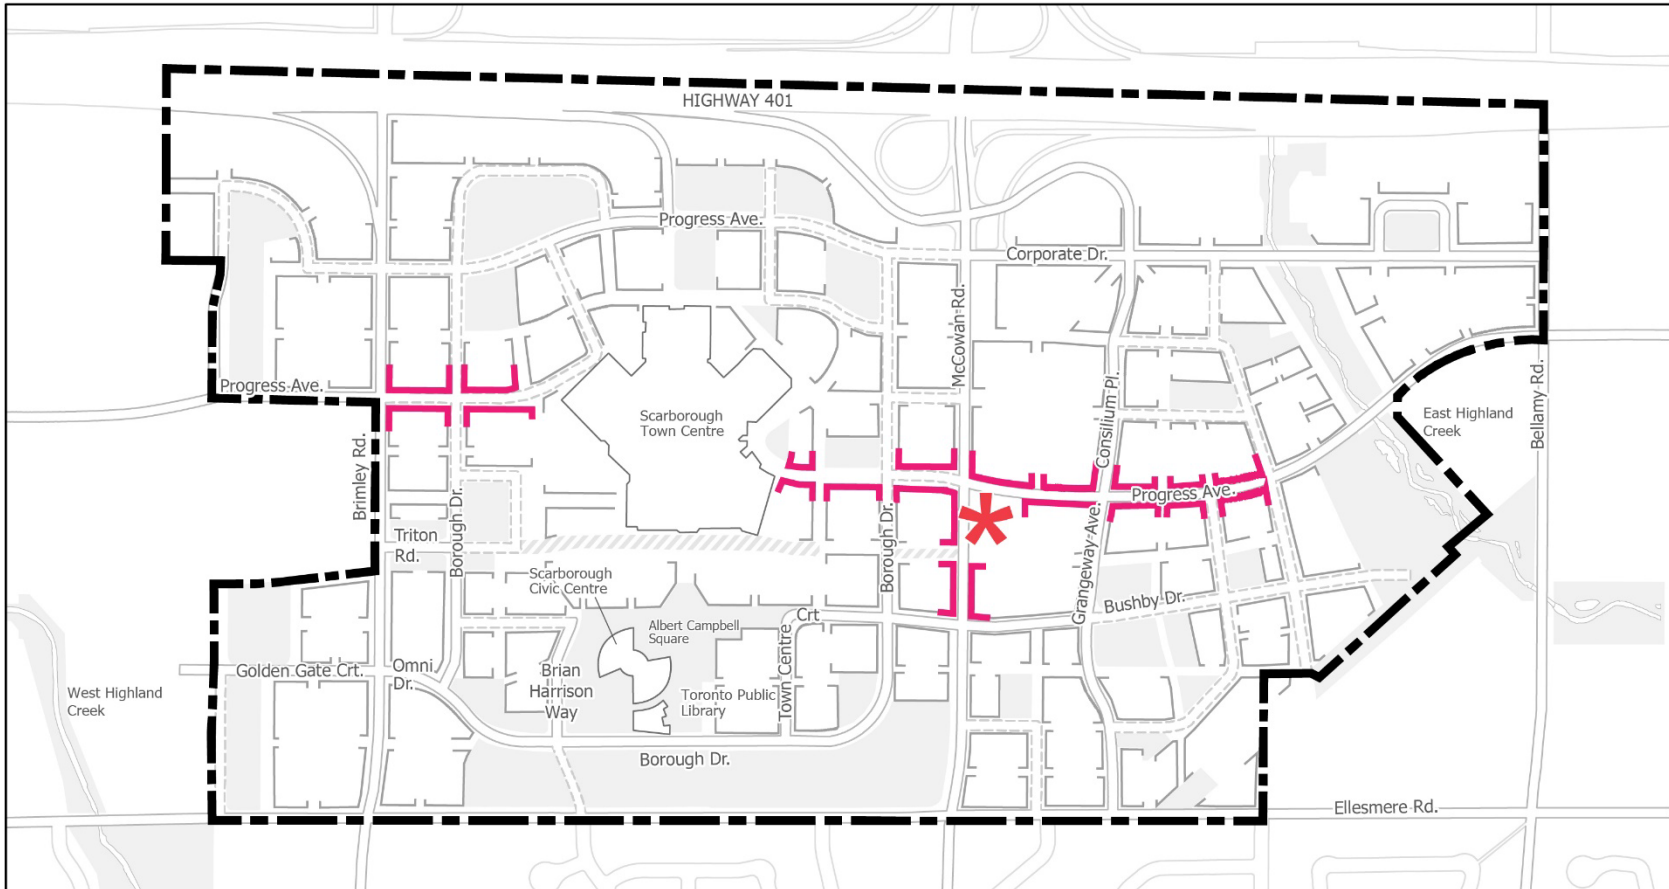 HIGHWAY 401
Progress Ave.
Corporate Dr.
McCowan Rd.
Progress Ave.
Consilium Pl.
Bellamy Rd.
Scarborough
Town Centre
East Highland
Creek
Brimley Rd.
Progress Ave.
Borough Dr.
Borough Dr.
Triton
Rd.
Grangeway Ave.
Scarborough
Civic Centre
Bushby Dr.
Crt
Town Centre
Albert Campbell
Square
Golden Gate Crt.
Omni
Dr.
Brian
Harrison
Way
Toronto Public
Library
West Highland
Creek
Borough Dr.
Ellesmere Rd.